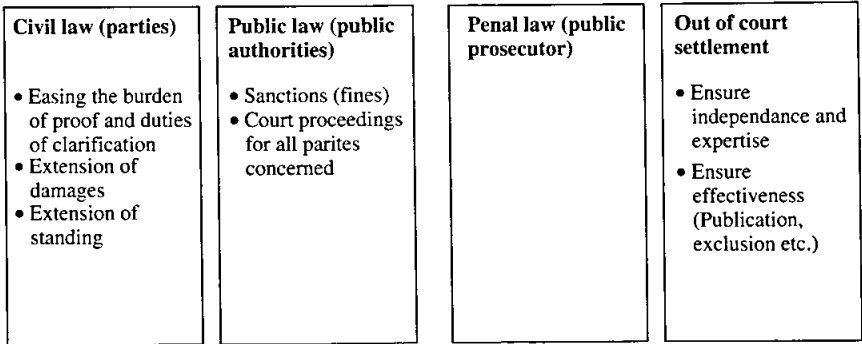 Civil law (parties)
• Easing the burden
of proof and duties
of clarification
• Extension of
damages
• Extension of
standing
Public law (public
authorities)
• Sanctions (fines)
• Court proceedings
for all parites
concerned
Penal law (public
prosecutor)
Out of court
settlement
• Ensure
independance and
expertise
• Ensure
effectiveness
(Publication,
exclusion etc.)